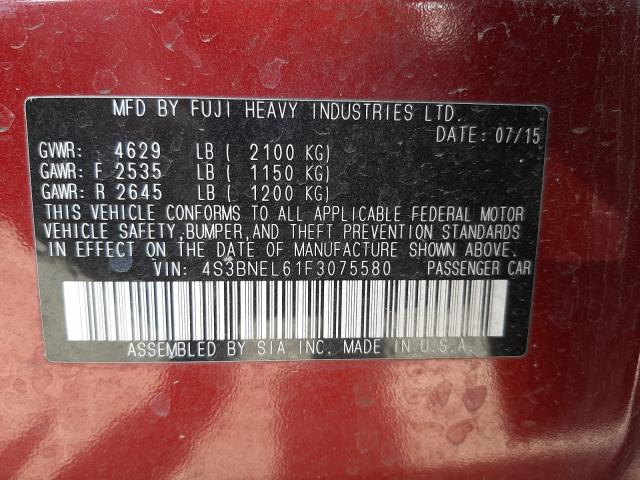 MFD BY FUJI HEAVY INDUSTRIES LTD.
DATE: 07/15
GVWR: 4629 LB ( 2100 KG)
GAWR: F 2535 LB ( 1150 KG)
GAWR: R 2645 LB ( 1200 KG)
THIS VEHICLE CONFORMS TO ALL APPLICABLE FEDERAL MOTOR
VEHICLE SAFETY, BUMPER, AND THEFT PREVENTION STANDARDS
IN EFFECT ON THE DATE OF MANUFACTURE SHOWN ABOVE.
VIN: 4S3BNEL61F3075580 PASSENGER CAR
ASSEMBLED BY SIA INC. MADE IN U.S.A.